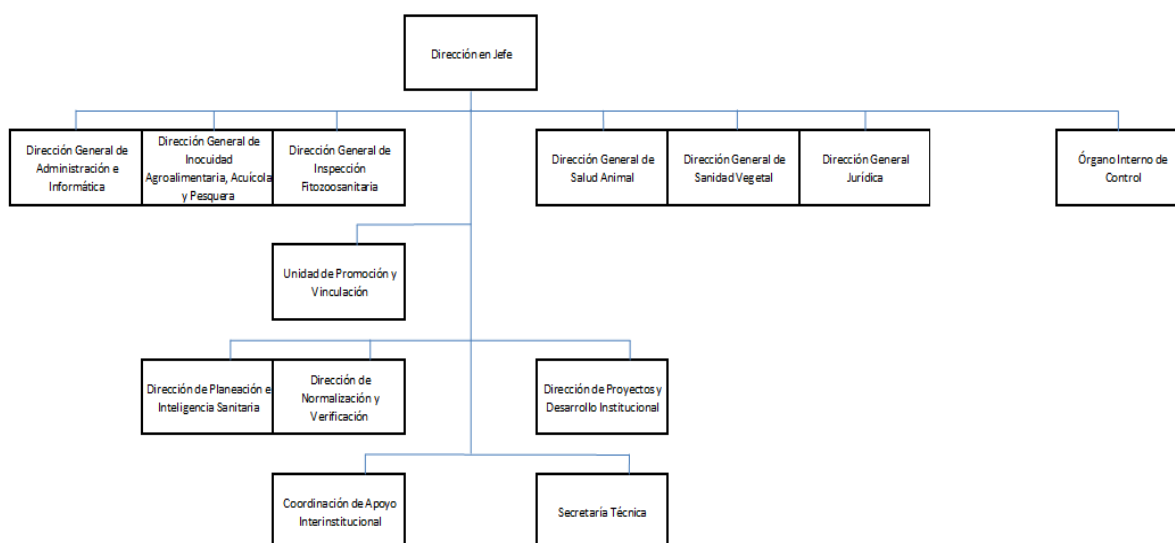 Dirección en Jefe
Dirección General de
Administración e
Informática
Dirección General de
Inocuidad
Agroalimentaria, Acuícola
y Pesquera
Dirección General de
Inspección
Fitozoosanitaria
Dirección General de
Salud Animal
Dirección General de
Sanidad Vegetal
Dirección General
Jurídica
Órgano Interno de
Control
Unidad de Promoción y
Vinculación
Dirección de Planeación e
Inteligencia Sanitaria
Dirección de
Normalización y
Verificación
Dirección de Proyectos y
Desarrollo Institucional
Coordinación de Apoyo
Interinstitucional
Secretaría Técnica